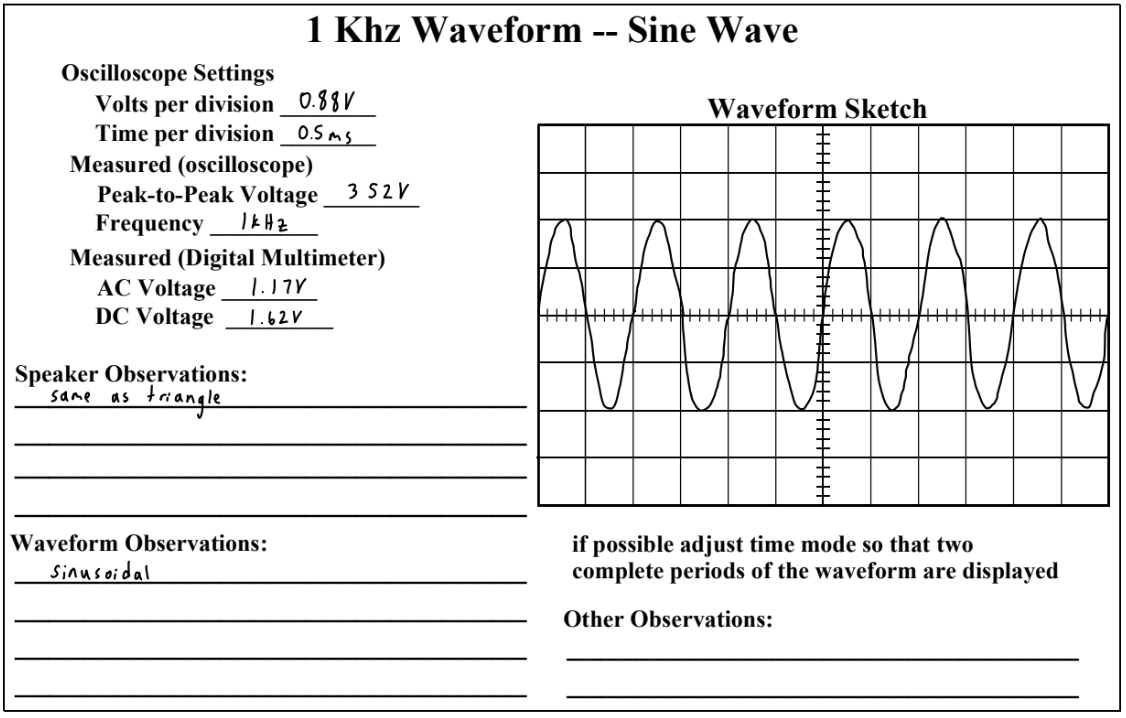 1 Khz Waveform -- Sine Wave
Oscilloscope Settings
Volts per division 0.88V
Time per division 0.5ms
Measured (oscilloscope)
Peak-to-Peak Voltage 3 52V
Frequency 1kHz
Measured (Digital Multimeter)
AC Voltage 1.17V
DC Voltage 1.62V
Speaker Observations:
same as triangle
Waveform Observations:
sinusoidal
Waveform Sketch
if possible adjust time mode so that two
complete periods of the waveform are displayed
Other Observations: